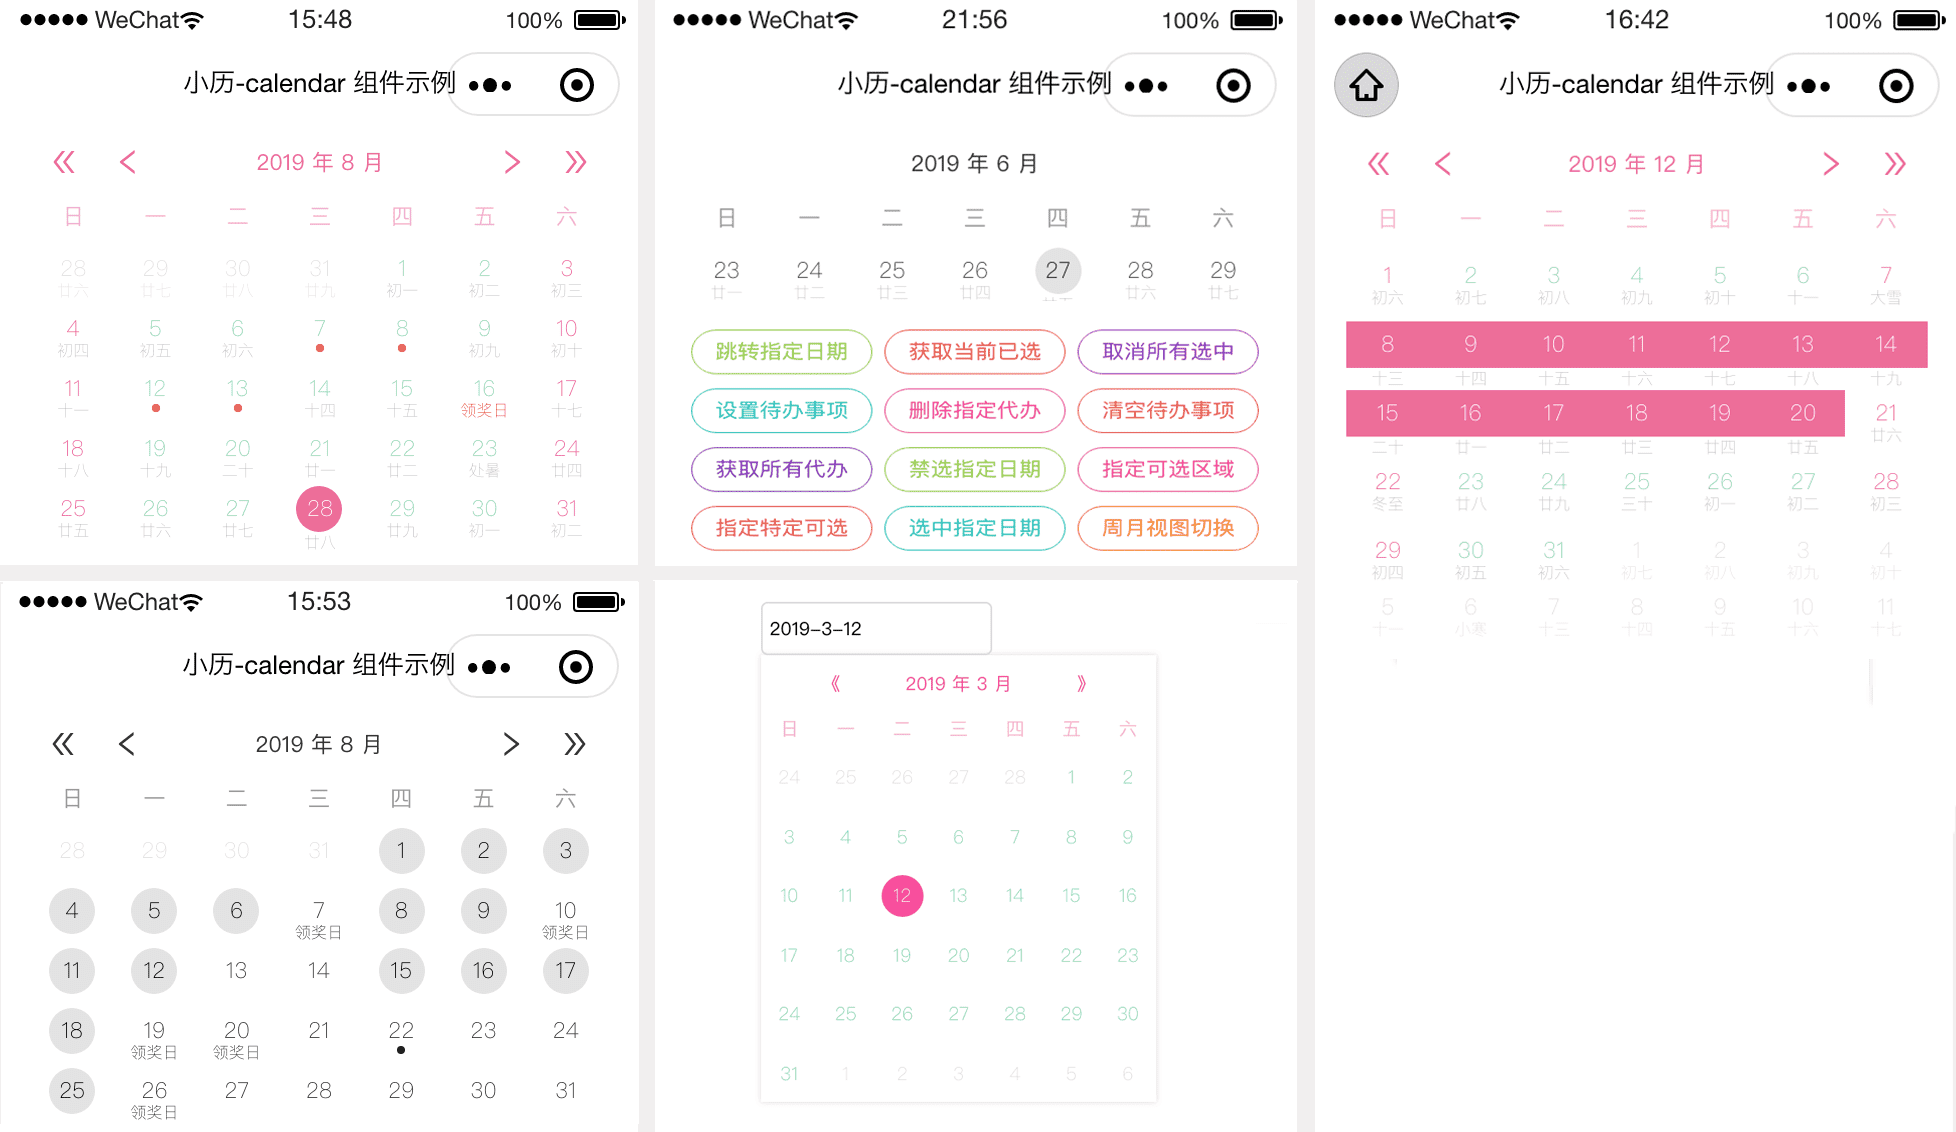 ●●●●● WeChat 15:48 100%
小历-calendar 组件示例
2019 年 8 月
日 一 二 三 四 五 六
28 29 30 31 1 2 3
廿六 廿七 廿八 廿九 初一 初二 初三
4 5 6 7 8 9 10
初四 初五 初六 初九 初十
11 12 13 14 15 16 17
十一 十四 十五 领奖日 十七
18 19 20 21 22 23 24
十八 十九 二十 廿一 廿二 处暑 廿四
25 26 27 28 29 30 31
廿五 廿六 廿七 廿八 廿九 初一 初二
●●●●● WeChat 21:56 100%
小历-calendar 组件示例
2019 年 6 月
日 一 二 三 四 五 六
23 24 25 26 27 28 29
廿一 廿二 廿三 廿四 廿六 廿七
跳转指定日期 获取当前已选 取消所有选中
设置待办事项 删除指定代办 清空待办事项
获取所有代办 禁选指定日期 指定可选区域
指定特定可选 选中指定日期 周月视图切换
●●●●● WeChat 16:42 100%
小历-calendar 组件示例
2019 年 12 月
日 一 二 三 四 五 六
1 2 3 4 5 6 7
初六 初七 初八 初九 初十 十一 大雪
8 9 10 11 12 13 14
十三 十四 十五 十六 十七 十八 十九
15 16 17 18 19 20 21
二十 廿一 廿二 廿三 廿四 廿五 廿六
22 23 24 25 26 27 28
冬至 廿八 廿九 三十 初一 初二 初三
29 30 31 1 2 3 4
初四 初五 初六 初七 初八 初九 初十
5 6 7 8 9 10 11
十一 小寒 十三 十四 十五 十六 十七
●●●●● WeChat 15:53 100%
小历-calendar 组件示例
2019 年 8 月
日 一 二 三 四 五 六
28 29 30 31 1 2 3
4 5 6 7 8 9 10
领奖日 领奖日
11 12 13 14 15 16 17
18 19 20 21 22 23 24
领奖日 领奖日
25 26 27 28 29 30 31
领奖日
2019-3-12
《 2019 年 3 月 》
日 一 二 三 四 五 六
24 25 26 27 28 1 2
3 4 5 6 7 8 9
10 11 12 13 14 15 16
17 18 19 20 21 22 23
24 25 26 27 28 29 30
31 1 2 3 4 5 6